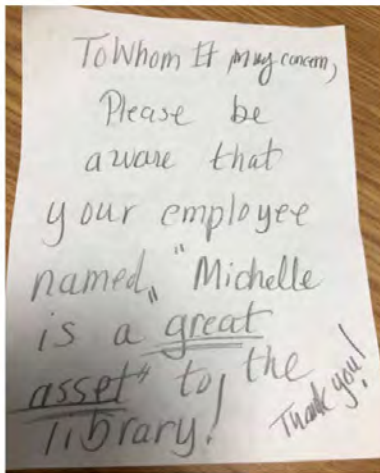 To Whom It may concern,
Please be
aware that
your employee
named,, "Michelle
is a great
asset" to, the
library!
Thank you!